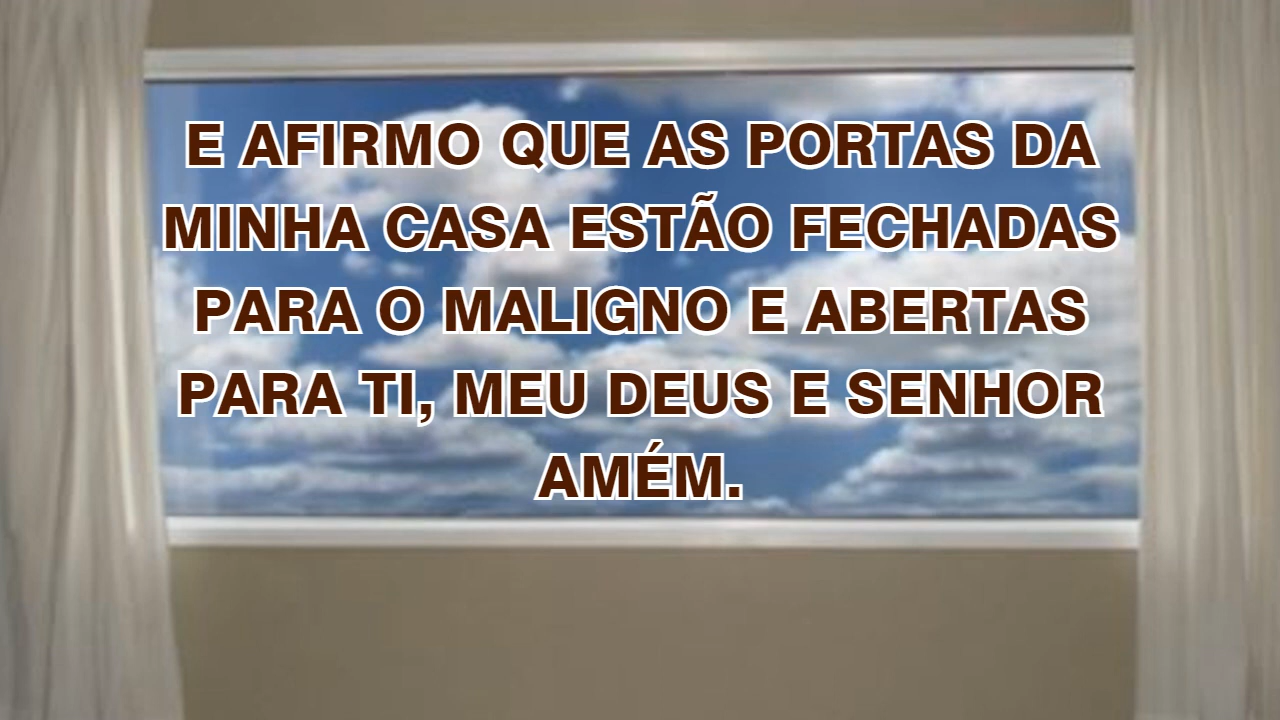 E AFIRMO QUE AS PORTAS DA
MINHA CASA ESTÃO FECHADAS
PARA O MALIGNO E ABERTAS
PARA TI, MEU DEUS E SENHOR
AMÉM.